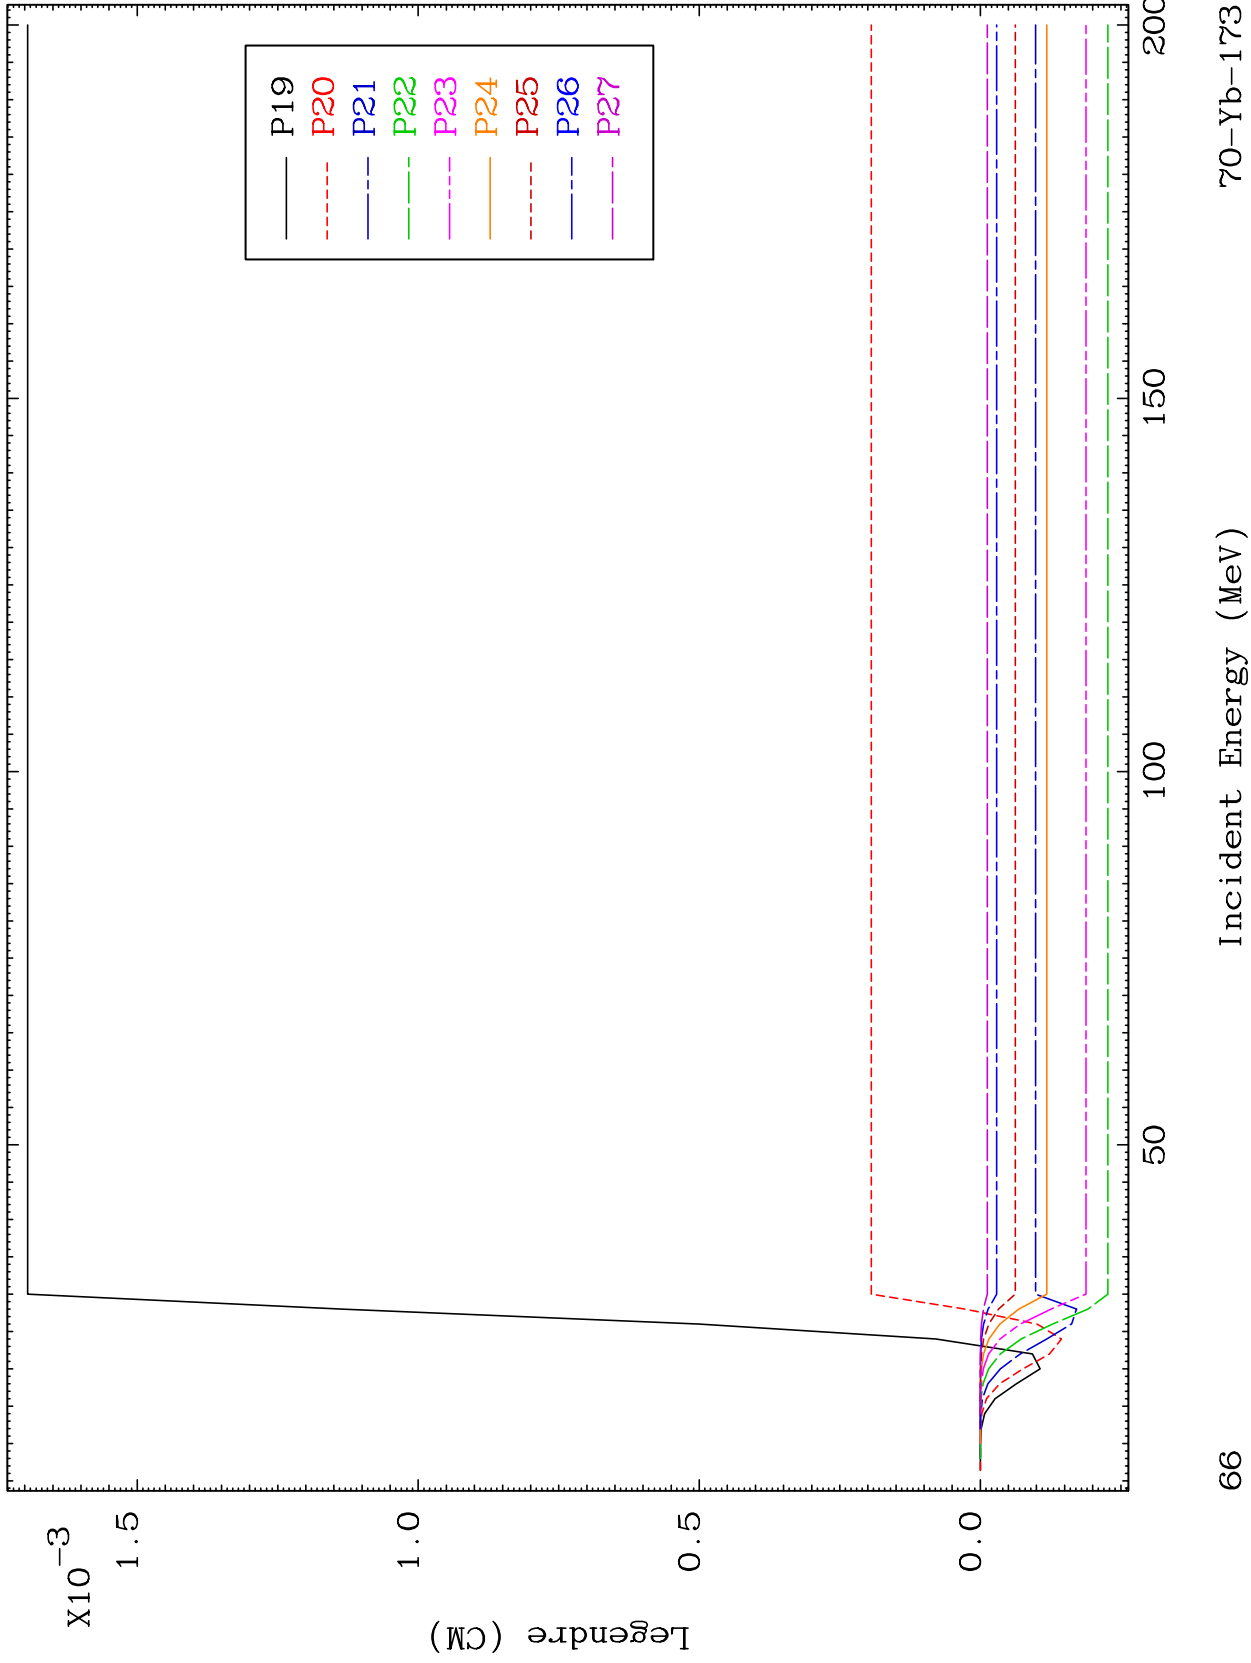 X10-3
1.5
1.0
0.5
0.0
Legendre (CM)
P19
P20
P21
P22
P23
P24
P25
P26
P27
50
100
150
200
66
Incident Energy (MeV)
70-Yb-173